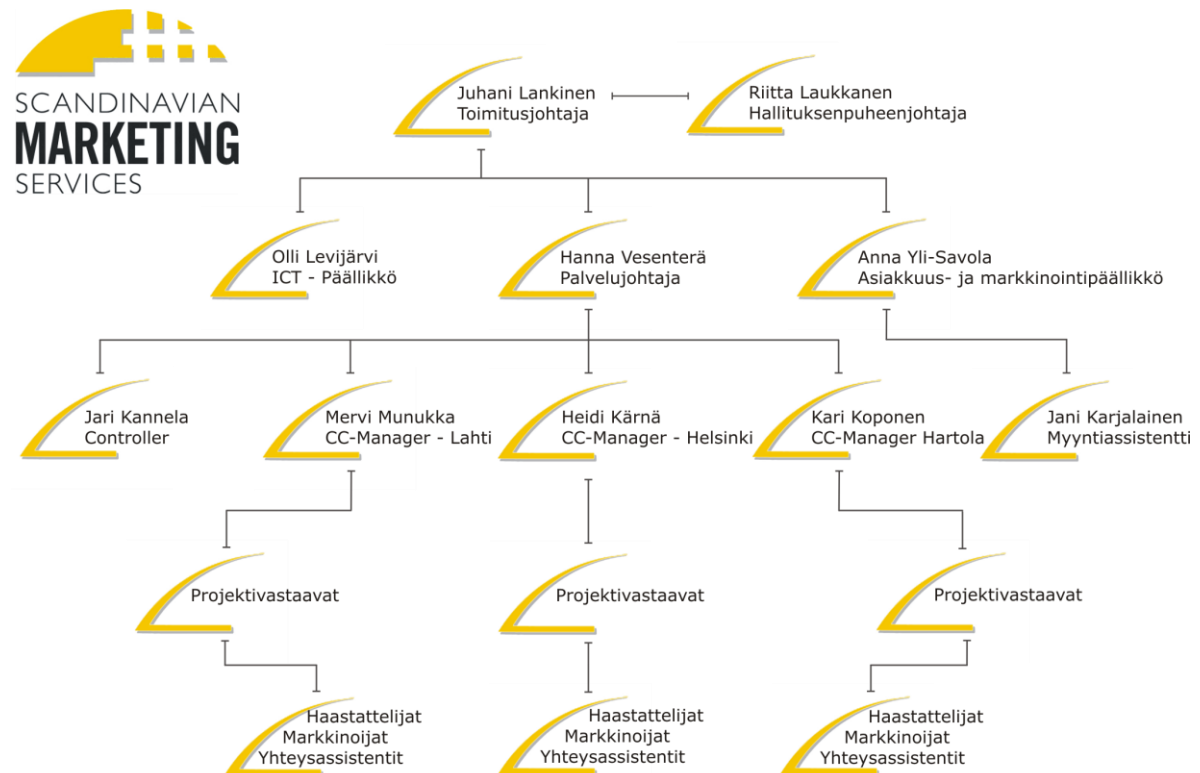 SCANDINAVIAN
MARKETING
SERVICES
Juhani Lankinen
Toimitusjohtaja
Riitta Laukkanen
Hallituksenpuheenjohtaja
Olli Levijärvi
ICT - Päällikkö
Hanna Vesenterä
Palvelujohtaja
Anna Yli-Savola
Asiakkuus- ja markkinointipäällikkö
Jari Kannela
Controller
Mervi Munukka
CC-Manager - Lahti
Heidi Kärnä
CC-Manager - Helsinki
Kari Koponen
CC-Manager Hartola
Jani Karjalainen
Myyntiassistentti
Projektivastaavat
Projektivastaavat
Projektivastaavat
Haastattelijat
Markkinoijat
Yhteysassistentit
Haastattelijat
Markkinoijat
Yhteysassistentit
Haastattelijat
Markkinoijat
Yhteysassistentit